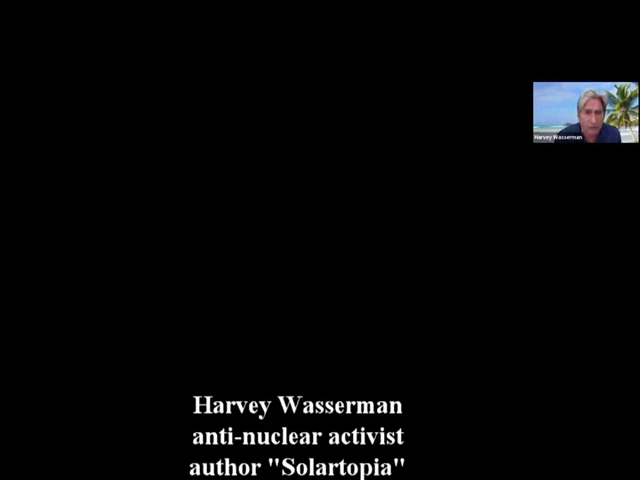 Harvey Wasserman
Harvey Wasserman
anti-nuclear activist
author "Solartopia"